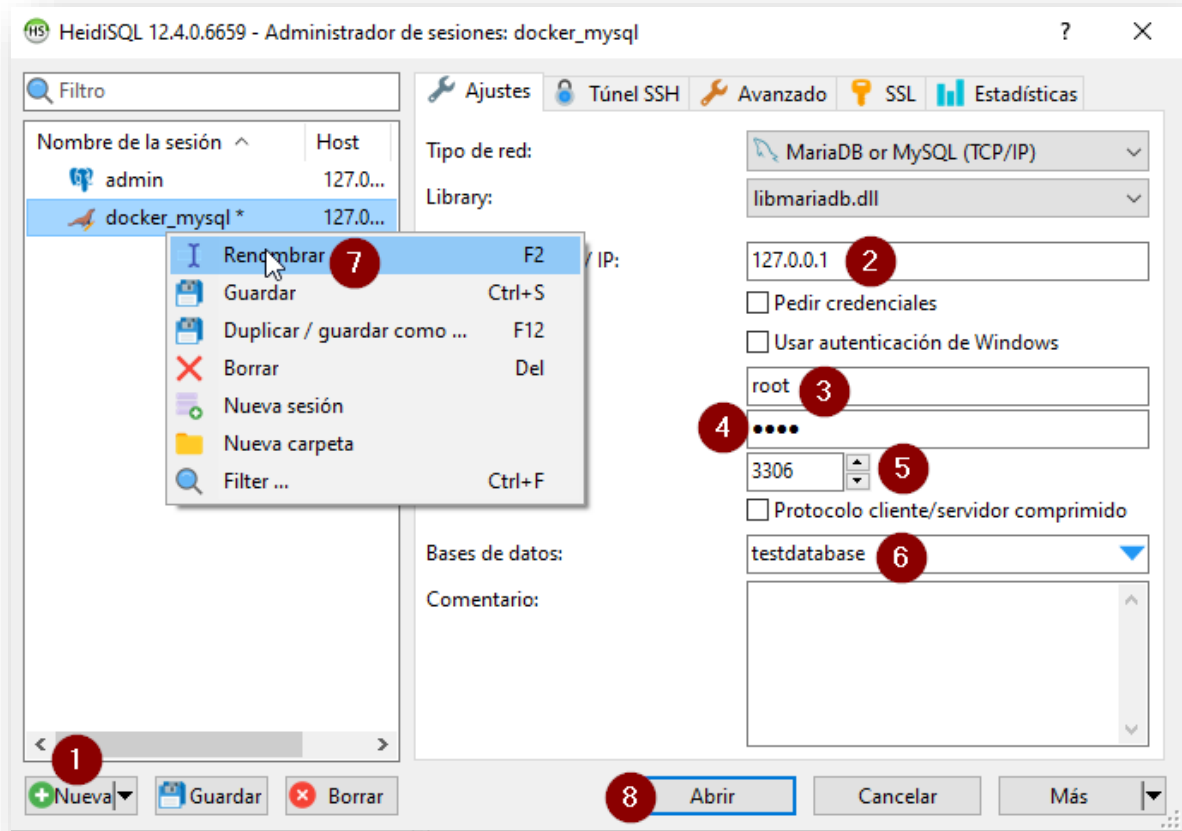 HS HeidiSQL 12.4.0.6659 - Administrador de sesiones: docker_mysql ?
Filtro
Nombre de la sesión Host
admin 127.0...
docker_mysql * 127.0...
Renombrar F2
7
Guardar Ctrl+S
Duplicar / guardar como ... F12
Borrar Del
Nueva sesión
Nueva carpeta
Filter ... Ctrl+F
Ajustes Túnel SSH Avanzado SSL Estadísticas
Tipo de red: MariaDB or MySQL (TCP/IP)
Library: libmariadb.dll
/ IP: 127.0.0.1 2
Pedir credenciales
Usar autenticación de Windows
root 3
4 ••••
3306 5
Protocolo cliente/servidor comprimido
Bases de datos: testdatabase 6
Comentario:
1
Nueva Guardar Borrar 8 Abrir Cancelar Más